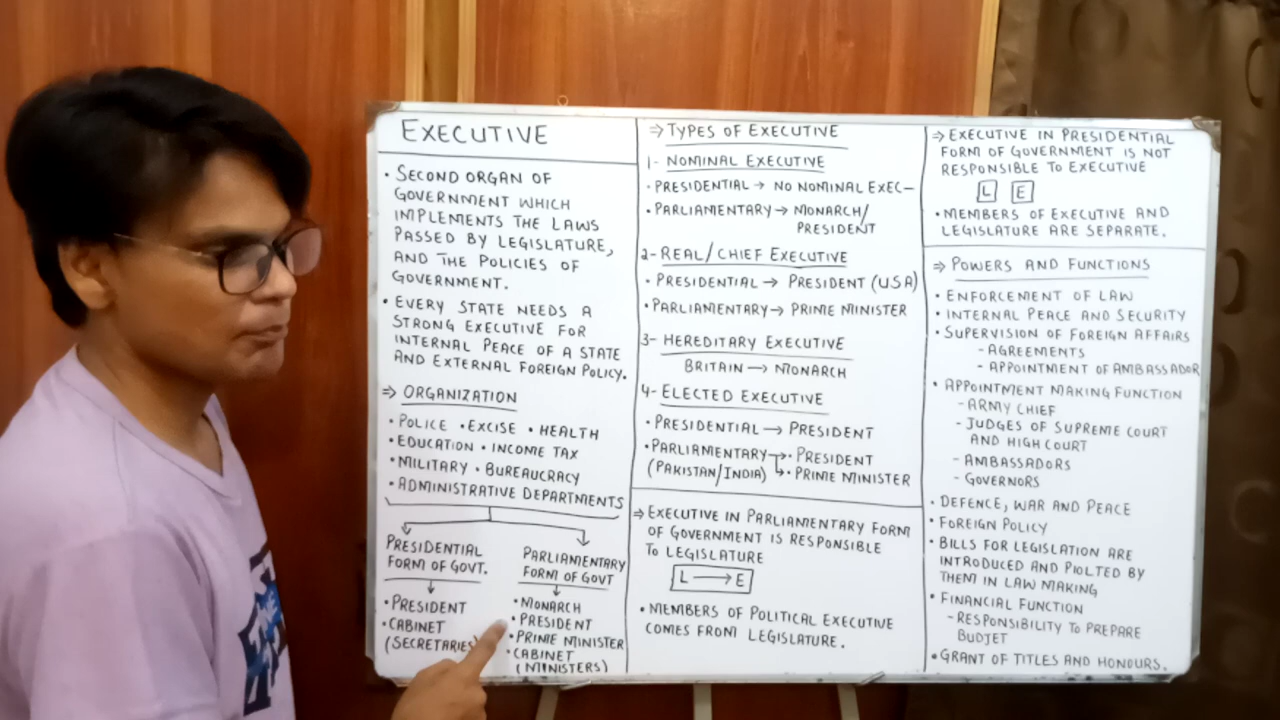 EXECUTIVE
• SECOND ORGAN OF
GOVERNMENT WHICH
IMPLEMENTS THE LAWS
PASSED BY LEGISLATURE,
AND THE POLICIES OF
GOVERNMENT.
• EVERY STATE NEEDS A
STRONG EXECUTIVE FOR
INTERNAL PEACE OF A STATE
AND EXTERNAL FOREIGN POLICY.
⇒ ORGANIZATION
• POLICE • EXCISE • HEALTH
• EDUCATION • INCOME TAX
• MILITARY • BUREAUCRACY
• ADMINISTRATIVE DEPARTMENTS
PRESIDENTIAL
FORM OF GOVT.
• PRESIDENT
• CABINET
(SECRETARIES)
PARLIAMENTARY
FORM OF GOVT
• MONARCH
• PRESIDENT
• PRIME MINISTER
• CABINET
(MINISTERS)
⇒ TYPES OF EXECUTIVE
1- NOMINAL EXECUTIVE
• PRESIDENTIAL → NO NOMINAL EXEC-
• PARLIAMENTARY → MONARCH/
PRESIDENT
2- REAL/CHIEF EXECUTIVE
• PRESIDENTIAL → PRESIDENT (USA)
• PARLIAMENTARY → PRIME MINISTER
3- HEREDITARY EXECUTIVE
BRITAIN → MONARCH
4- ELECTED EXECUTIVE
• PRESIDENTIAL → PRESIDENT
• PARLIAMENTARY → • PRESIDENT
(PAKISTAN/INDIA) • PRIME MINISTER
⇒ EXECUTIVE IN PARLIAMENTARY FORM
OF GOVERNMENT IS RESPONSIBLE
TO LEGISLATURE
L → E
• MEMBERS OF POLITICAL EXECUTIVE
COMES FROM LEGISLATURE.
⇒ EXECUTIVE IN PRESIDENTIAL
FORM OF GOVERNMENT IS NOT
RESPONSIBLE TO EXECUTIVE
L E
• MEMBERS OF EXECUTIVE AND
LEGISLATURE ARE SEPARATE.
⇒ POWERS AND FUNCTIONS
• ENFORCEMENT OF LAW
• INTERNAL PEACE AND SECURITY
• SUPERVISION OF FOREIGN AFFAIRS
- AGREEMENTS
- APPOINTMENT OF AMBASSADOR
• APPOINTMENT MAKING FUNCTION
- ARMY CHIEF
- JUDGES OF SUPREME COURT
AND HIGH COURT
- AMBASSADORS
- GOVERNORS
• DEFENCE, WAR AND PEACE
• FOREIGN POLICY
• BILLS FOR LEGISLATION ARE
INTRODUCED AND PIOLTED BY
THEM IN LAW MAKING
• FINANCIAL FUNCTION
- RESPONSIBILITY TO PREPARE
BUDJET
• GRANT OF TITLES AND HONOURS.